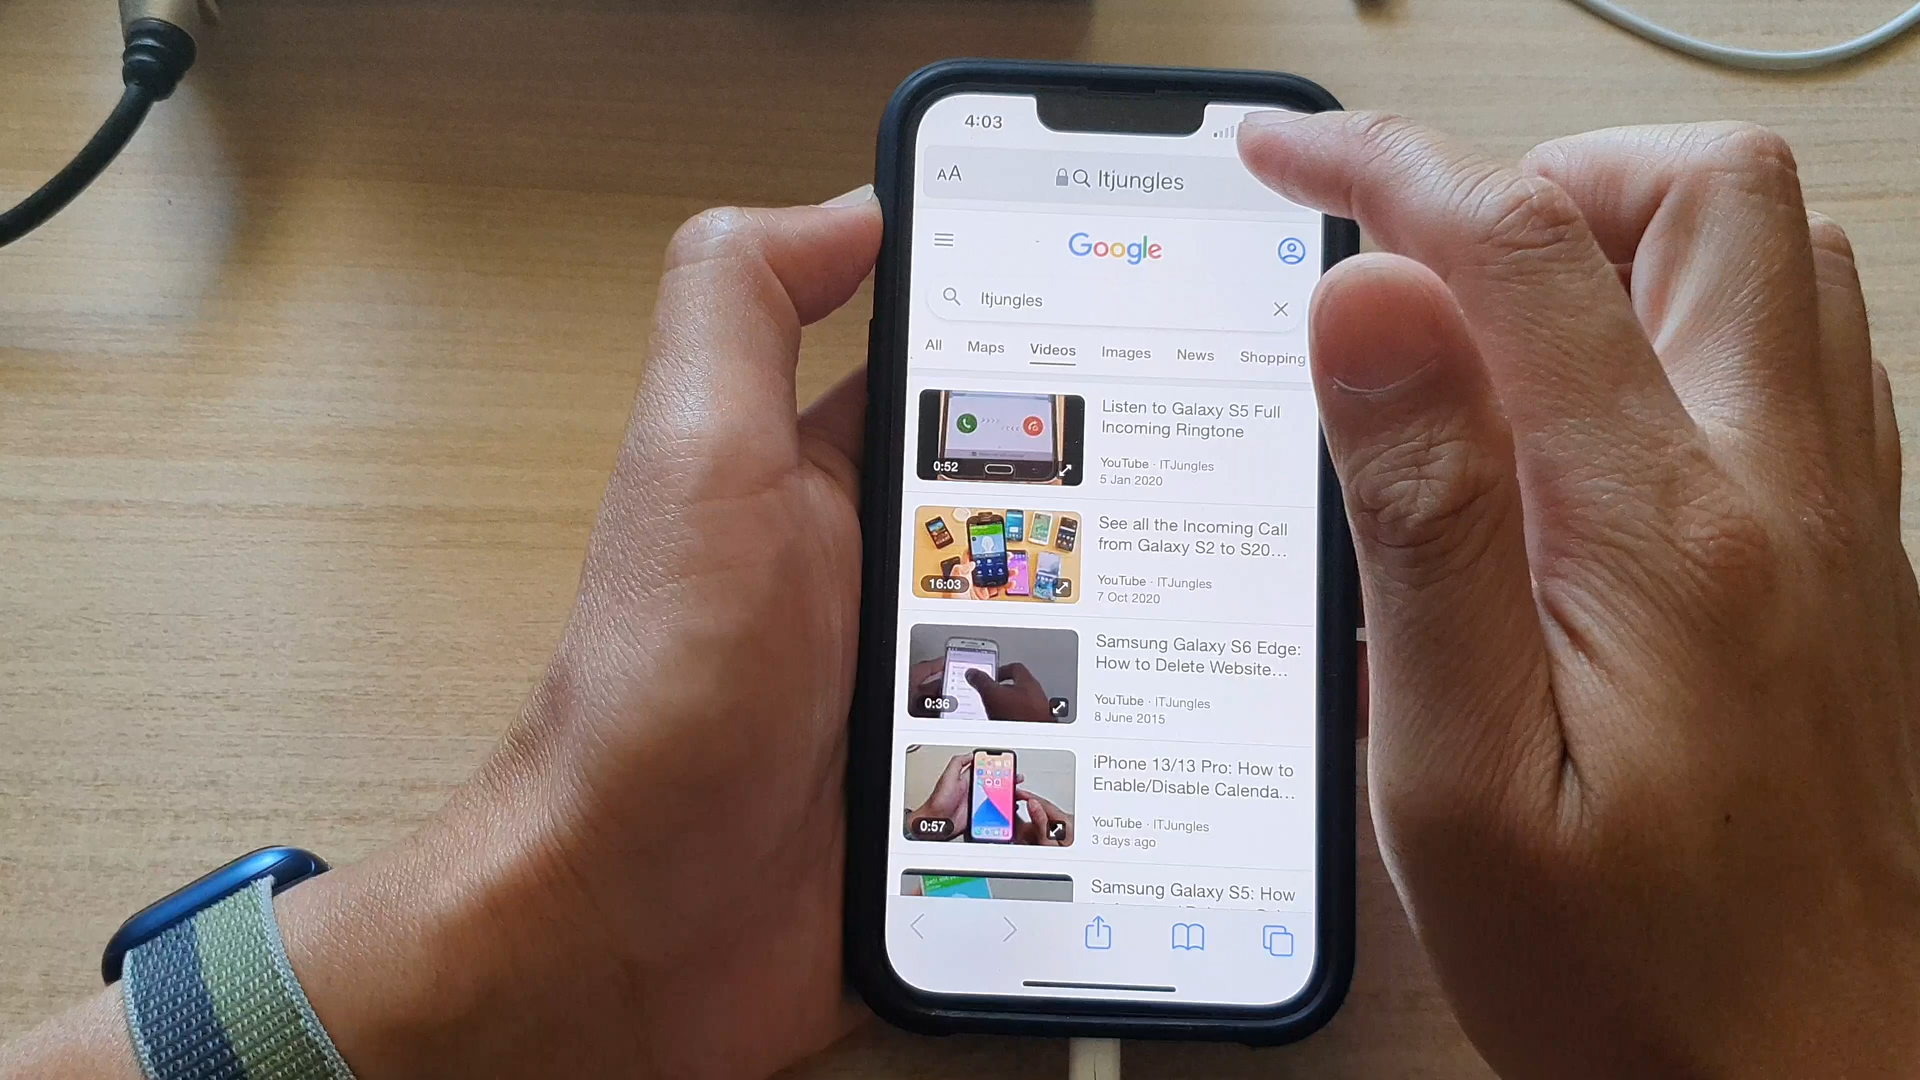 4:03
AA ltjungles
Google
ltjungles
All Maps Videos Images News Shopping
Listen to Galaxy S5 Full
Incoming Ringtone
0:52
YouTube · ITJungles
5 Jan 2020
See all the Incoming Call
from Galaxy S2 to S20...
16:03
YouTube · ITJungles
7 Oct 2020
Samsung Galaxy S6 Edge:
How to Delete Website...
0:36
YouTube · ITJungles
8 June 2015
iPhone 13/13 Pro: How to
Enable/Disable Calenda...
0:57
YouTube · ITJungles
3 days ago
Samsung Galaxy S5: How